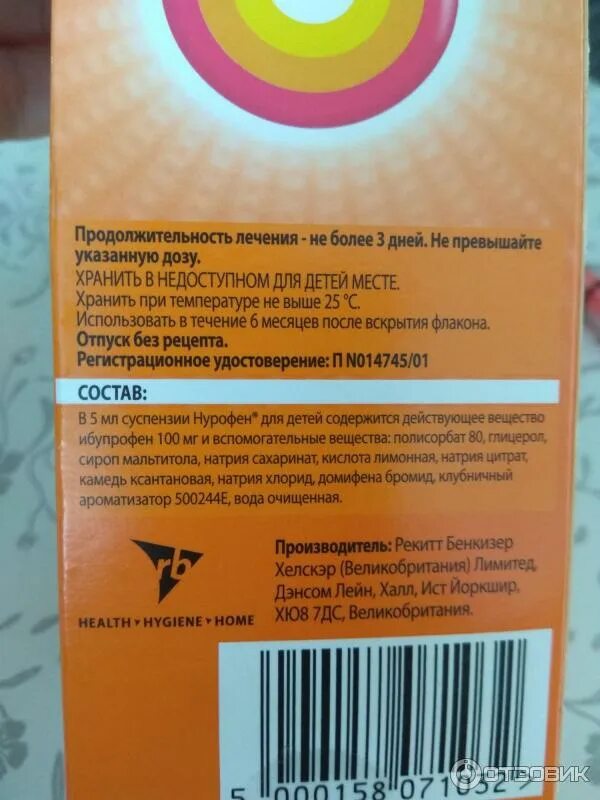 Продолжительность лечения - не более 3 дней. Не превышайте
указанную дозу.
ХРАНИТЬ В НЕДОСТУПНОМ ДЛЯ ДЕТЕЙ МЕСТЕ.
Хранить при температуре не выше 25 °С.
Использовать в течение 6 месяцев после вскрытия флакона.
Отпуск без рецепта.
Регистрационное удостоверение: П N014745/01
СОСТАВ:
В 5 мл суспензии Нурофен® для детей содержится действующее вещество
ибупрофен 100 мг и вспомогательные вещества: полисорбат 80, глицерол,
сироп мальтитола, натрия сахаринат, кислота лимонная, натрия цитрат,
камедь ксантановая, натрия хлорид, домифена бромид, клубничный
ароматизатор 500244Е, вода очищенная.
rb
HEALTH HYGIENE HOME
Производитель: Рекитт Бенкизер
Хелскэр (Великобритания) Лимитед,
Дэнсом Лейн, Халл, Ист Йоркшир,
ХЮ8 7ДС, Великобритания.
5 000158
ОТЗОВИК